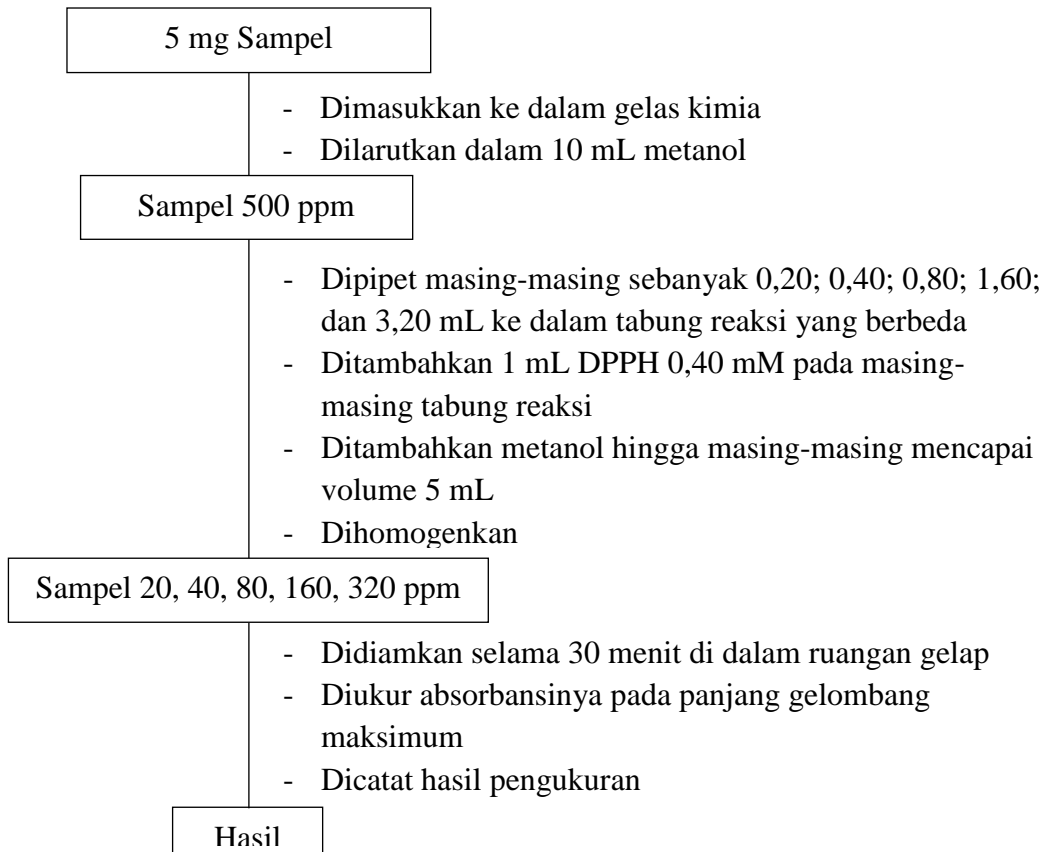 5 mg Sampel
- Dimasukkan ke dalam gelas kimia
- Dilarutkan dalam 10 mL metanol
Sampel 500 ppm
- Dipipet masing-masing sebanyak 0,20; 0,40; 0,80; 1,60;
dan 3,20 mL ke dalam tabung reaksi yang berbeda
- Ditambahkan 1 mL DPPH 0,40 mM pada masing-
masing tabung reaksi
- Ditambahkan metanol hingga masing-masing mencapai
volume 5 mL
- Dihomogenkan
Sampel 20, 40, 80, 160, 320 ppm
- Didiamkan selama 30 menit di dalam ruangan gelap
- Diukur absorbansinya pada panjang gelombang
maksimum
- Dicatat hasil pengukuran
Hasil